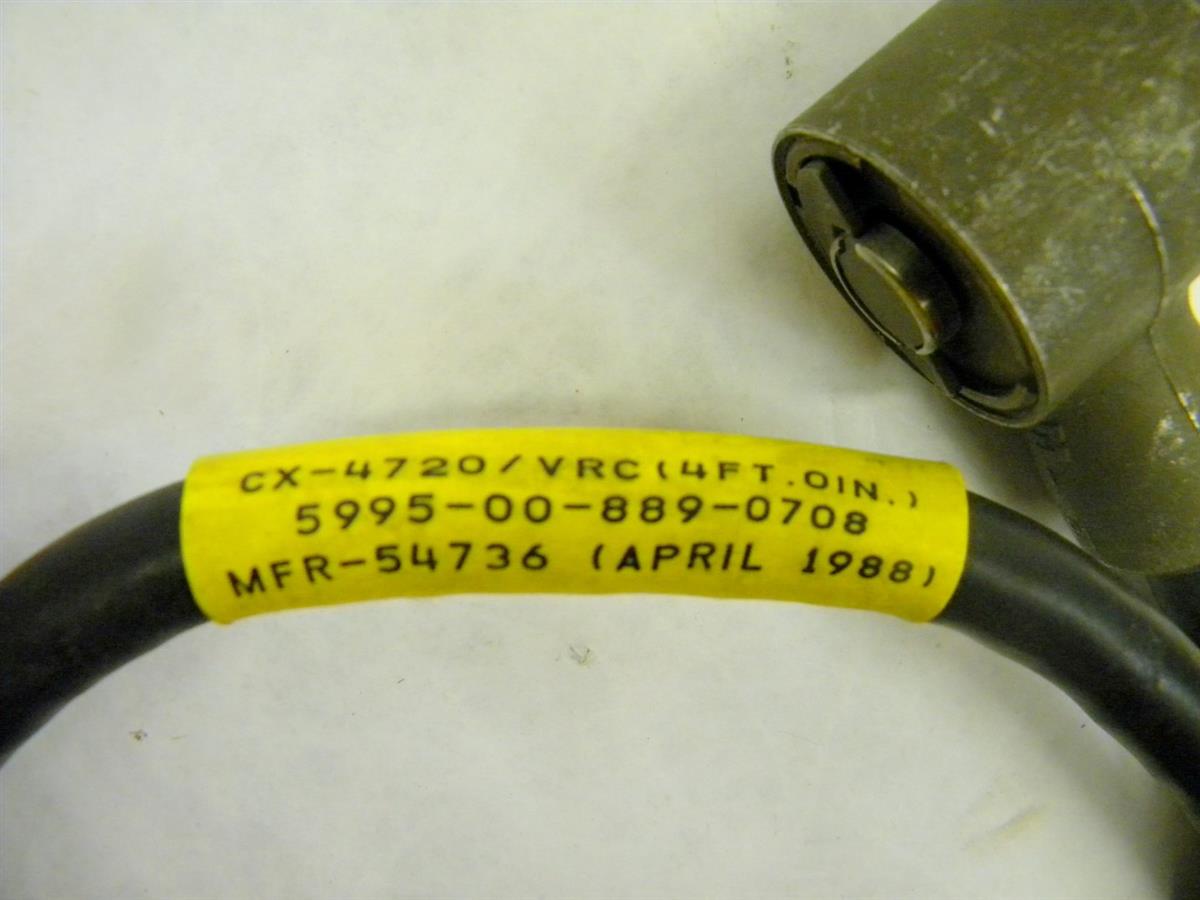 CX-4720/VRC(4FT.0IN.)
5995-00-889-0708
MFR-54736 (APRIL 1988)